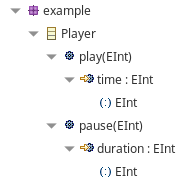 example
Player
play(EInt)
time : EInt
(:) EInt
pause(EInt)
duration : EInt
(:) EInt